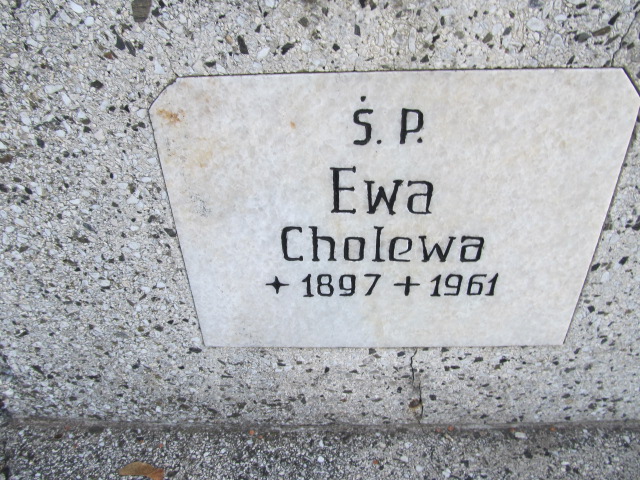 Ś. P.
Ewa
Cholewa
✦ 1897 + 1961